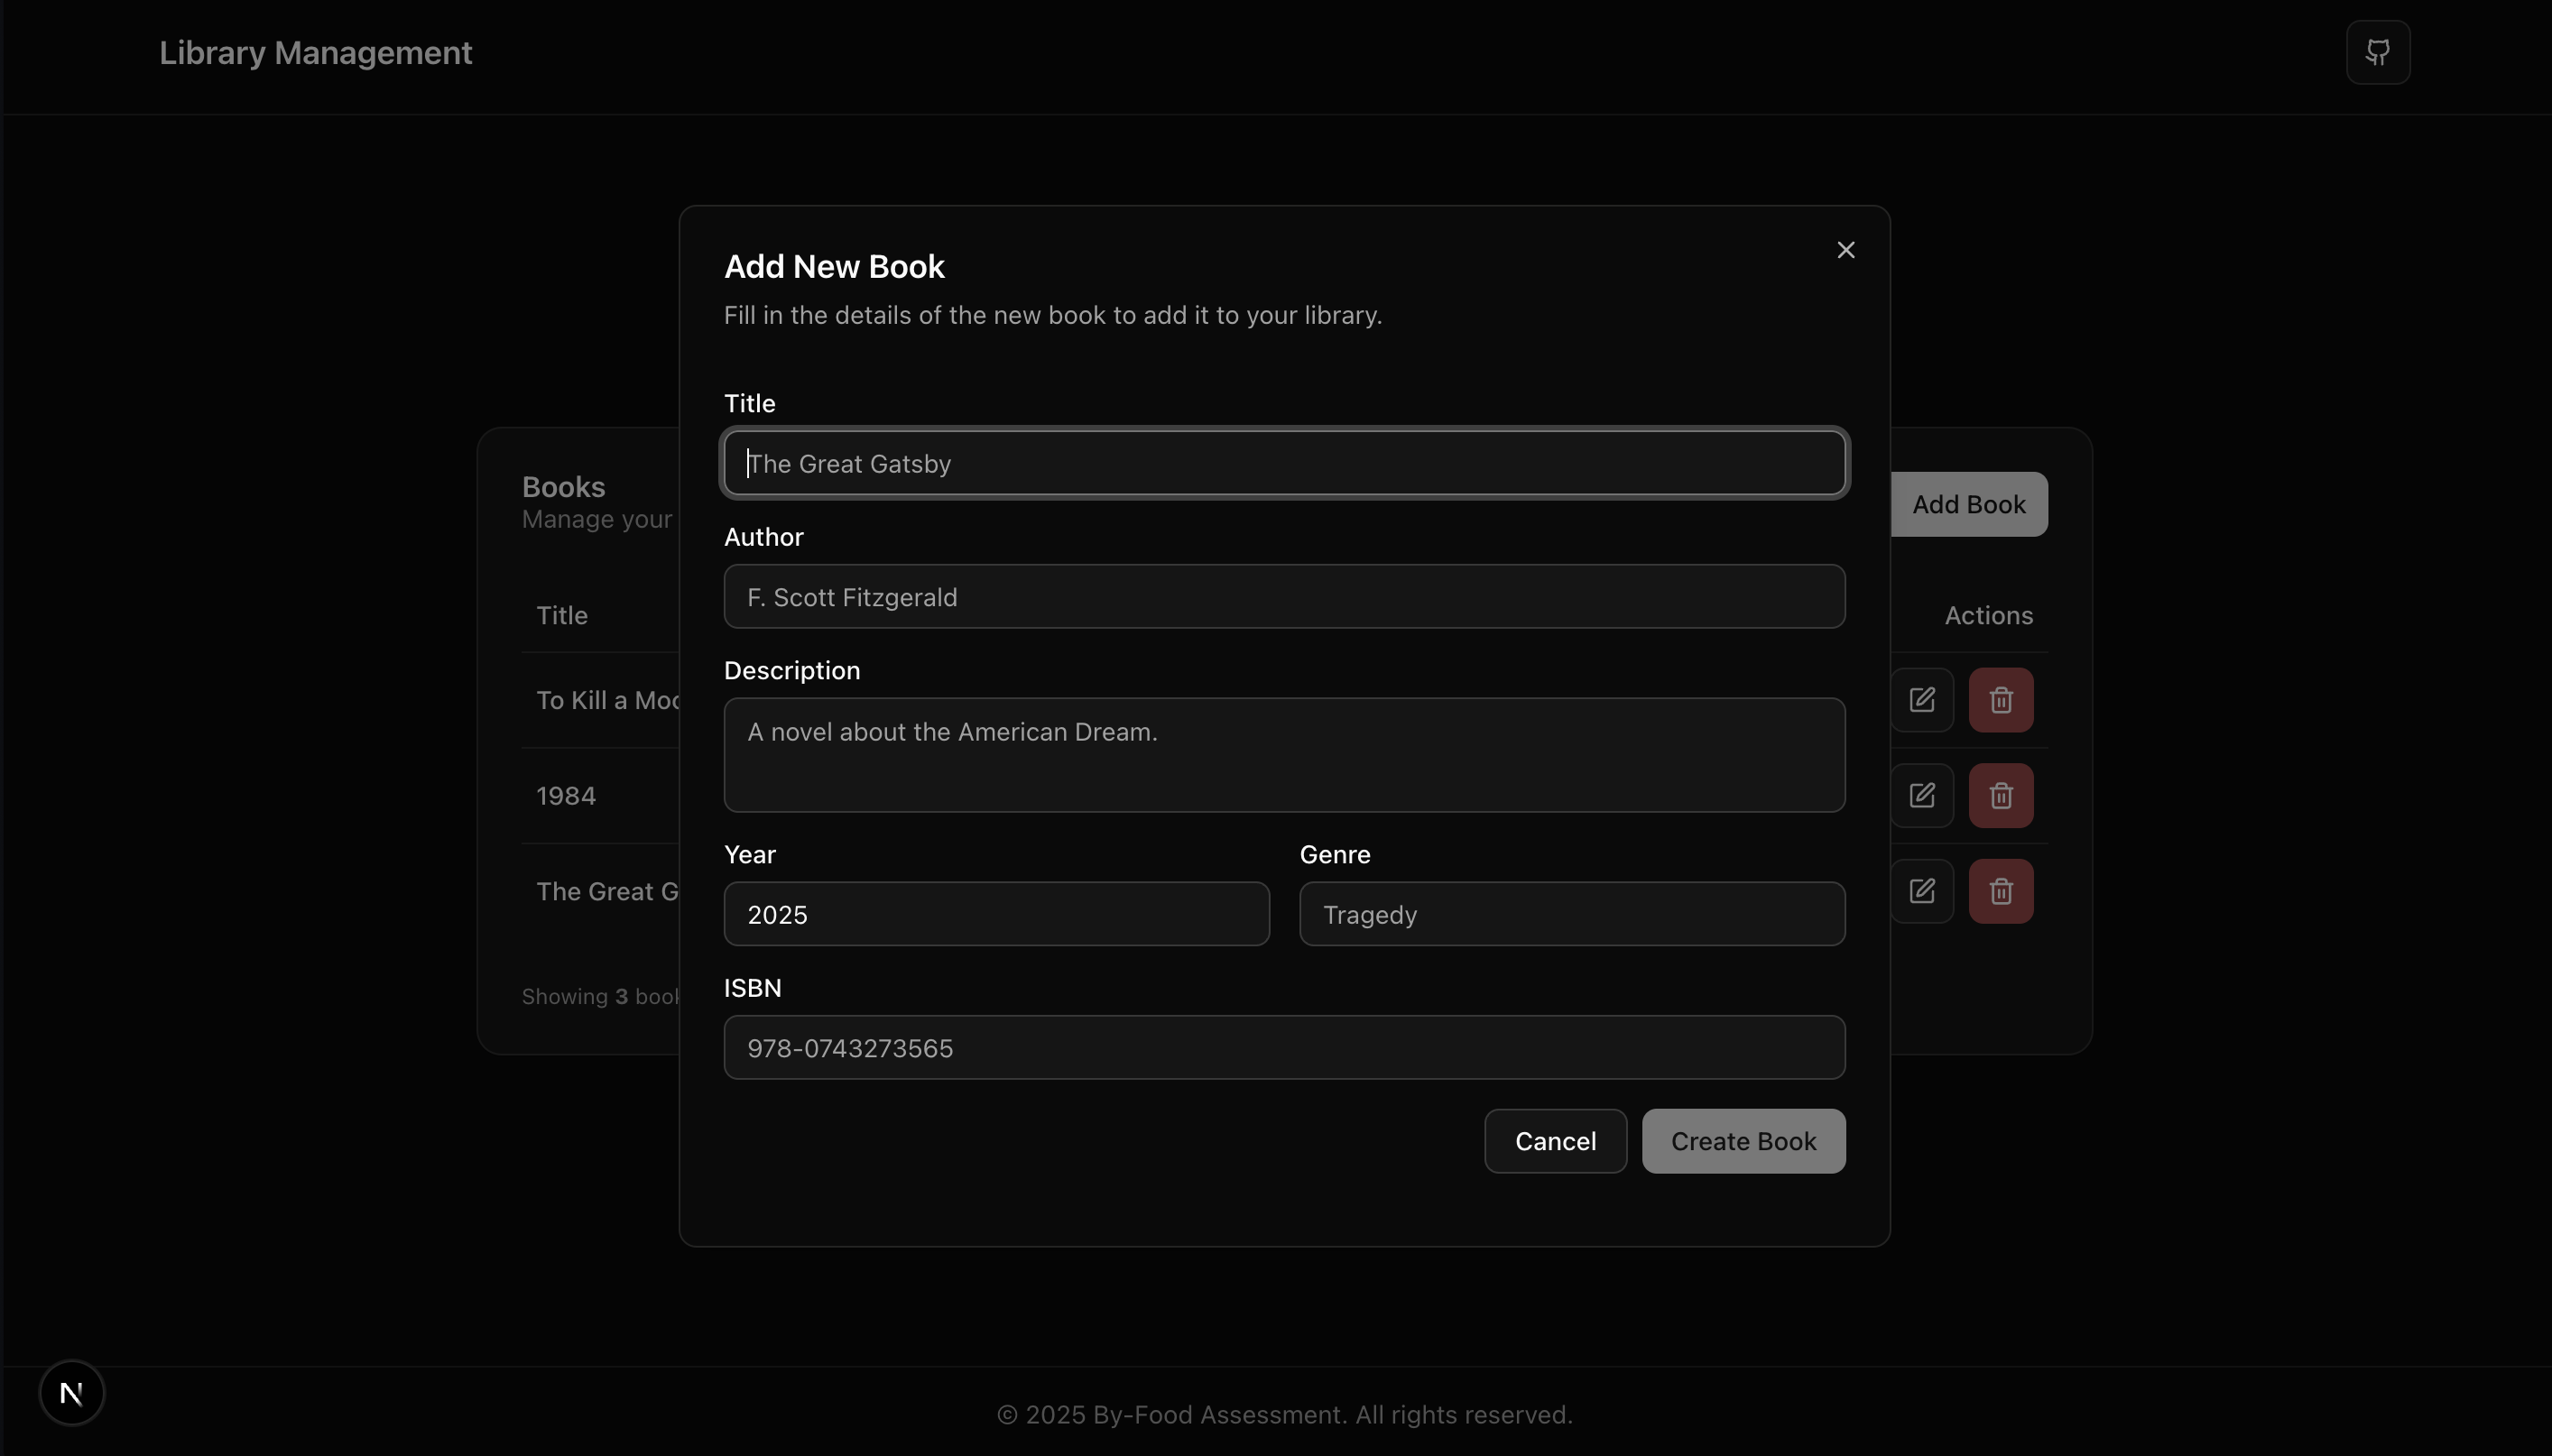 Library Management
Add New Book
Fill in the details of the new book to add it to your library.
Title
The Great Gatsby
Author
F. Scott Fitzgerald
Description
A novel about the American Dream.
Year
Genre
2025
Tragedy
ISBN
978-0743273565
Cancel
Create Book
Books
Manage your
Add Book
Title
Actions
To Kill a
1984
The Great
Showing 3
N
© 2025 By-Food Assessment. All rights reserved.